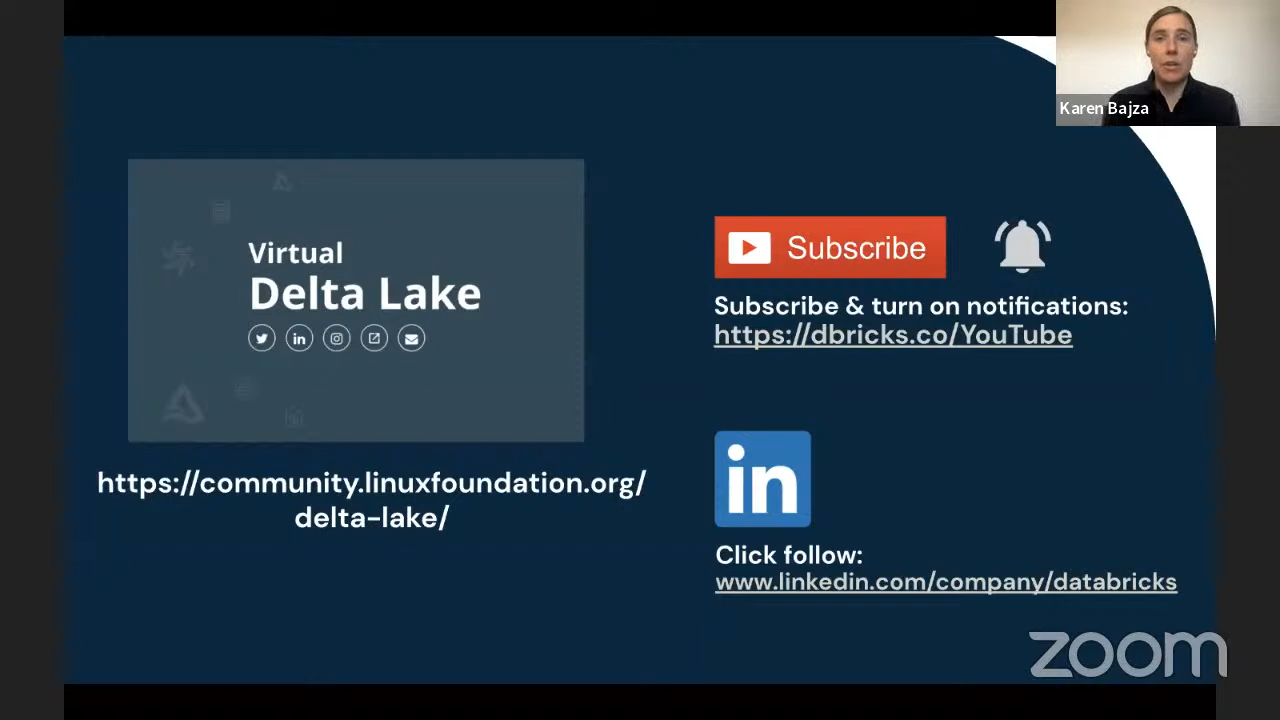 Karen Bajza
Virtual
Delta Lake
in
https://community.linuxfoundation.org/
delta-lake/
Subscribe
Subscribe & turn on notifications:
https://dbricks.co/YouTube
in
Click follow:
www.linkedin.com/company/databricks
zoom